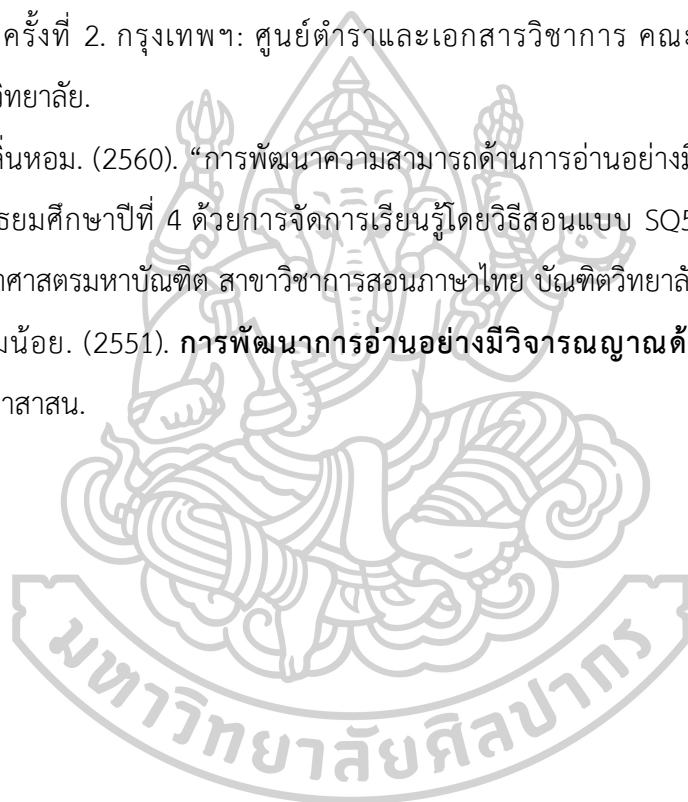 ครั้งที่ 2. กรุงเทพฯ: ศูนย์ตำราและเอกสารวิชาการ คณะ
วิทยาลัย.
ลิ่นหอม. (2560). “การพัฒนาความสามารถด้านการอ่านอย่างมี
ธยมศึกษาปีที่ 4 ด้วยการจัดการเรียนรู้โดยวิธีสอนแบบ SQ5
าศาสตรมหาบัณฑิต สาขาวิชาการสอนภาษาไทย บัณฑิตวิทยาลั
มน้อย. (2551). การพัฒนาการอ่านอย่างมีวิจารณญาณด้
าสาสน.
มหาวิทยาลัยศิลปากร